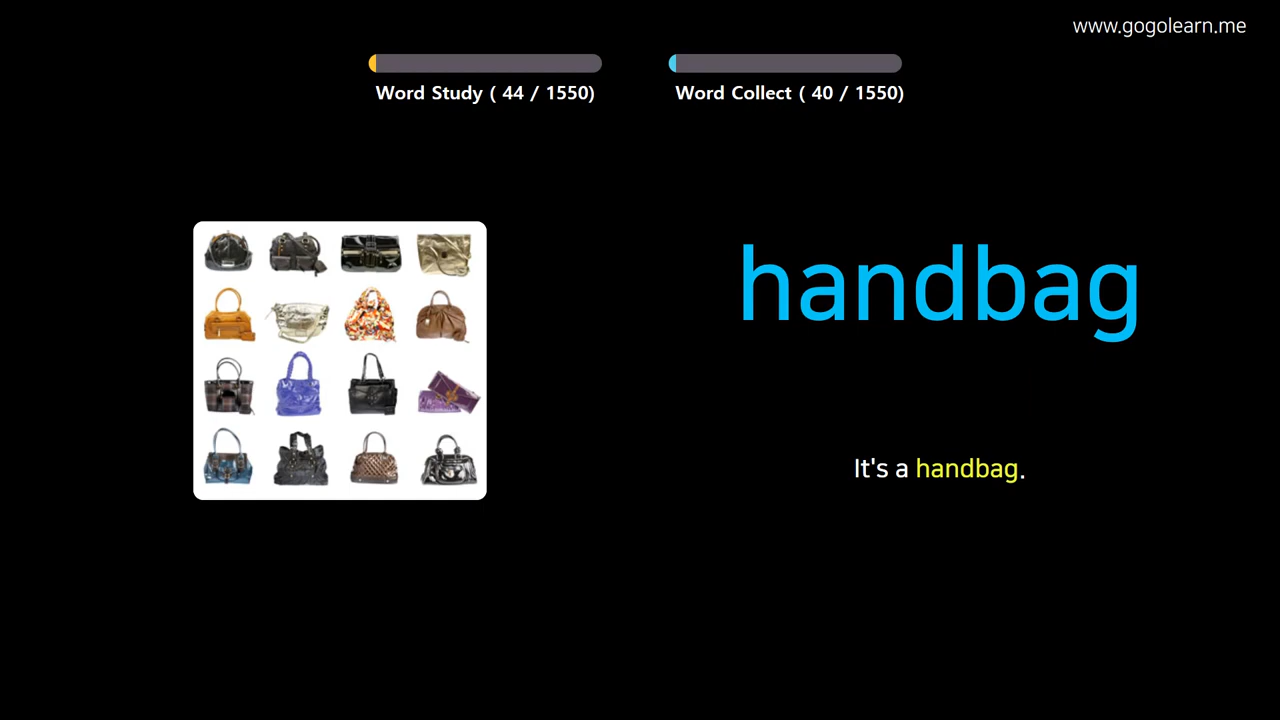 www.gogolearn.me
Word Study ( 44 / 1550)
Word Collect ( 40 / 1550)
handbag
It's a handbag.